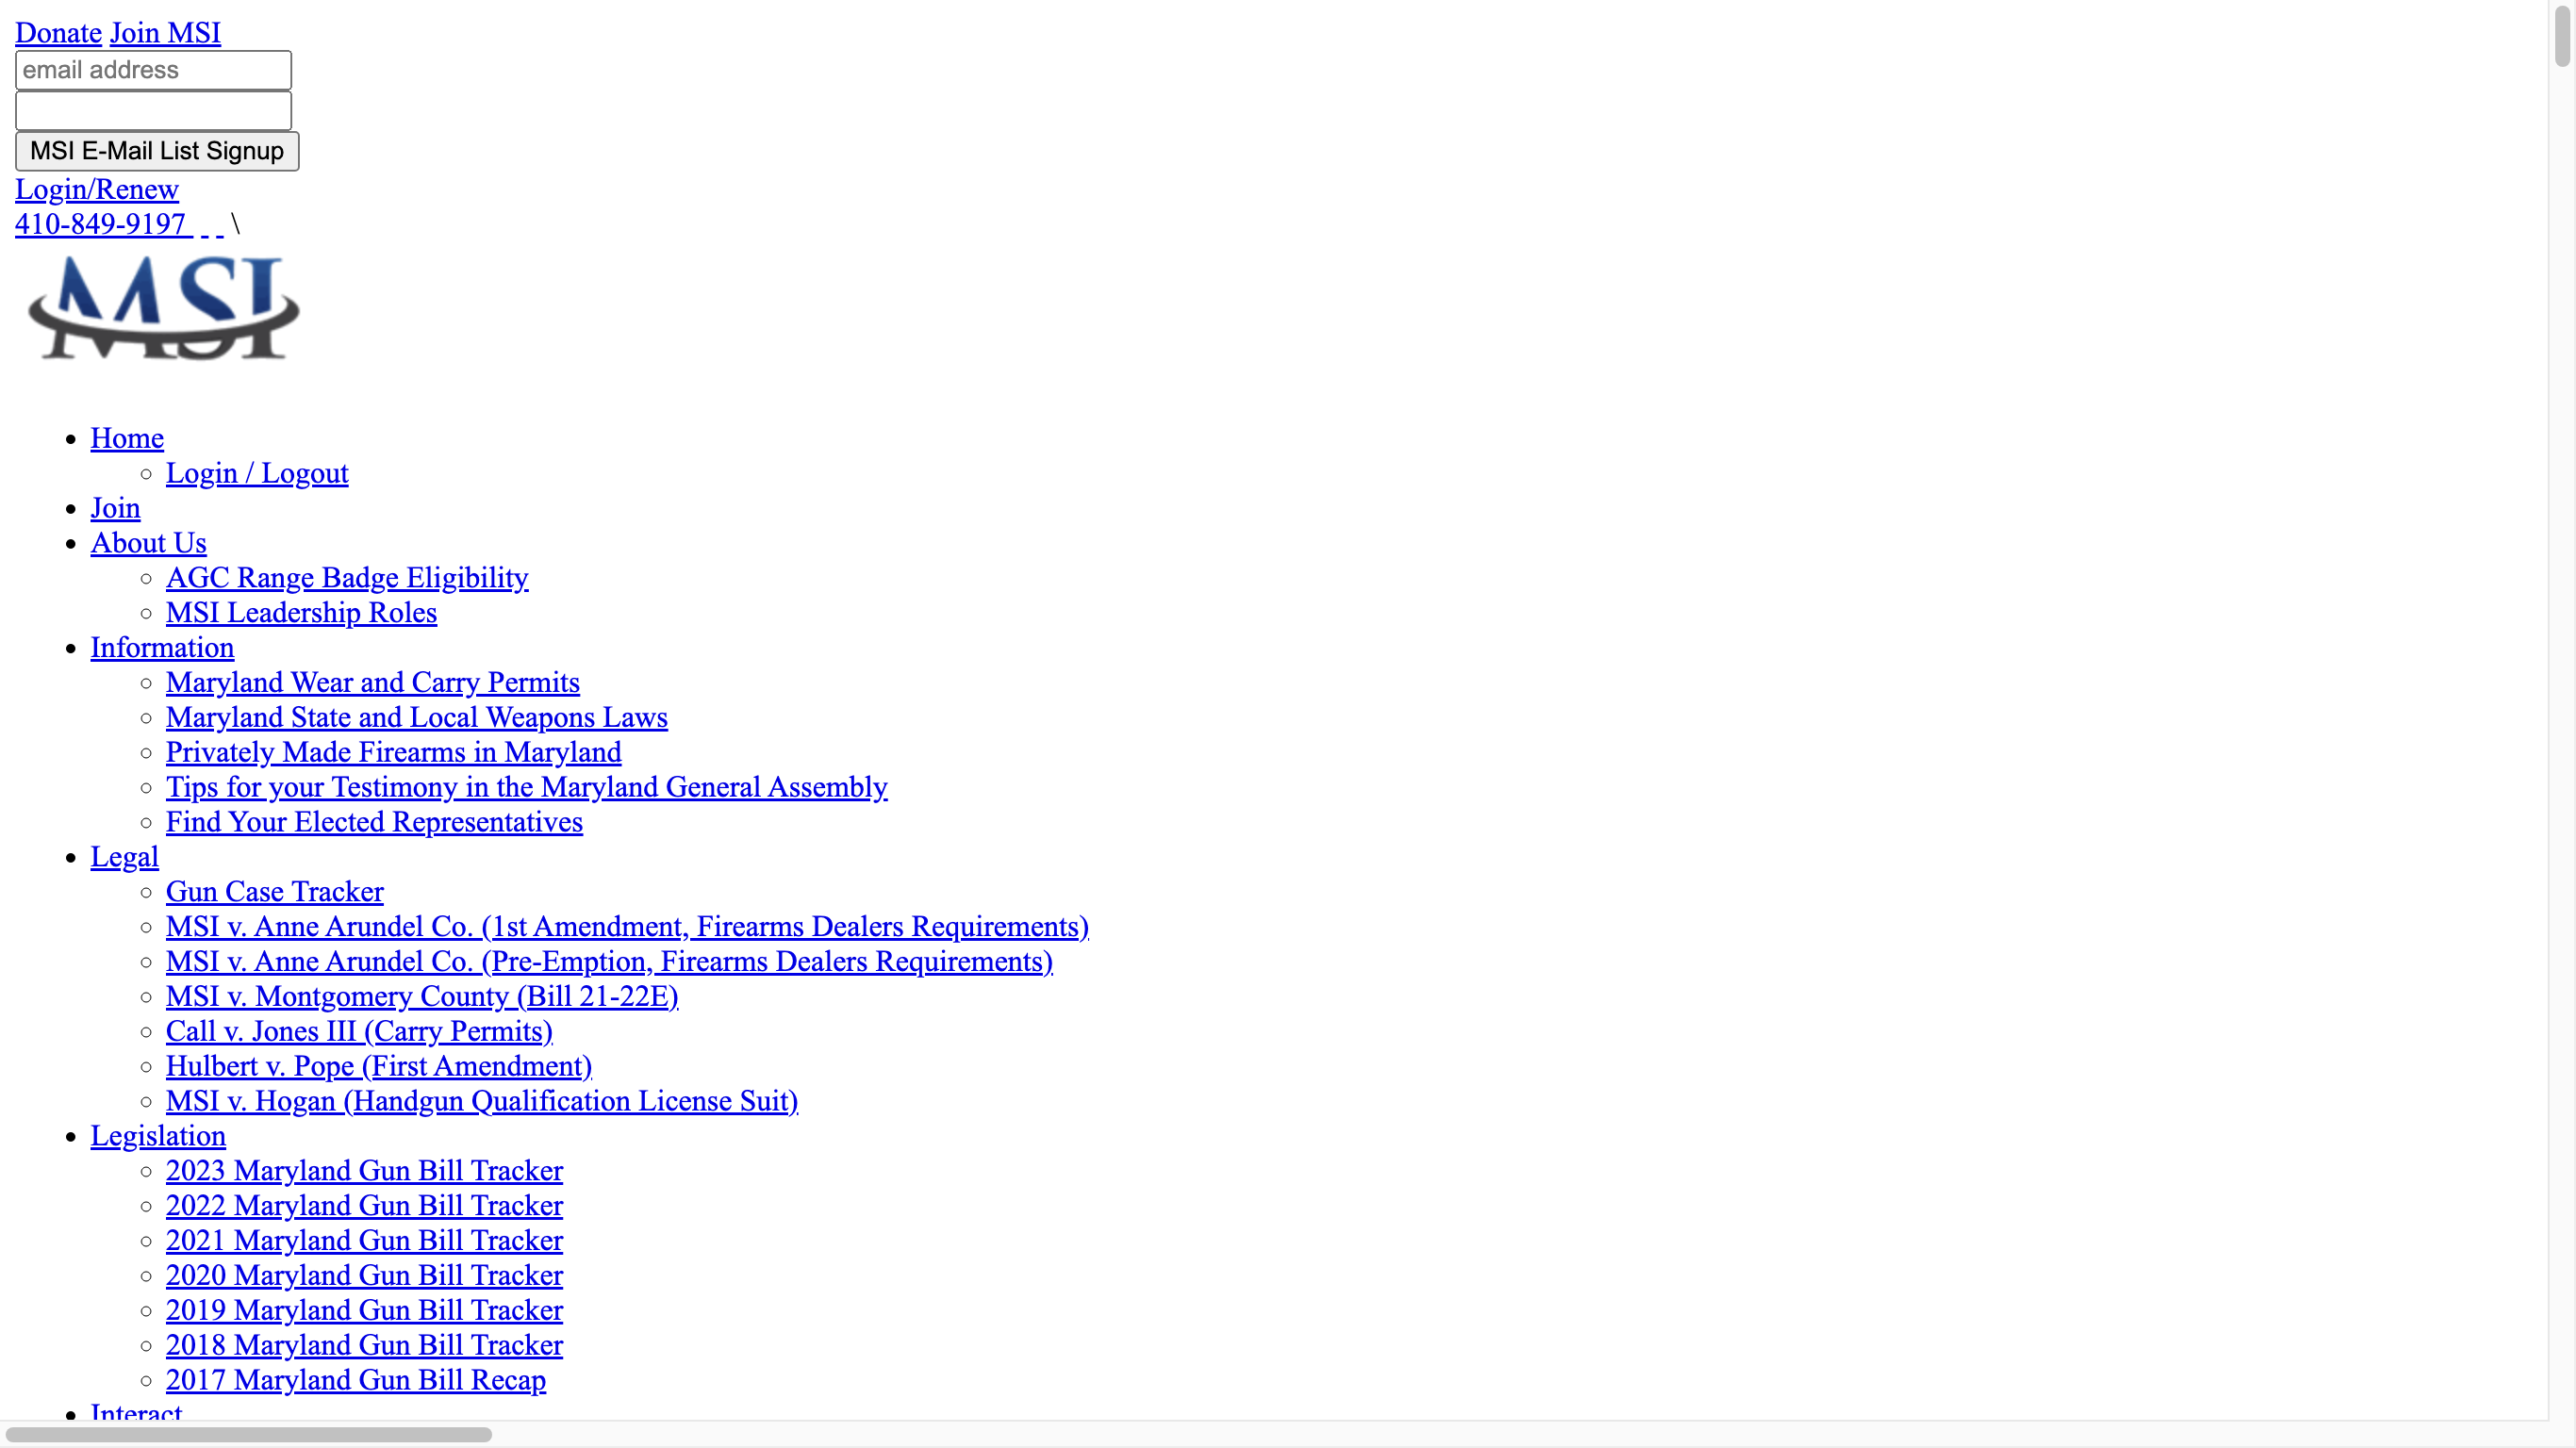 Donate Join MSI
email address
MSI E-Mail List Signup
Login/Renew
410-849-9197 \
MSI
Home
Login / Logout
Join
About Us
AGC Range Badge Eligibility
MSI Leadership Roles
Information
Maryland Wear and Carry Permits
Maryland State and Local Weapons Laws
Privately Made Firearms in Maryland
Tips for your Testimony in the Maryland General Assembly
Find Your Elected Representatives
Legal
Gun Case Tracker
MSI v. Anne Arundel Co. (1st Amendment, Firearms Dealers Requirements)
MSI v. Anne Arundel Co. (Pre-Emption, Firearms Dealers Requirements)
MSI v. Montgomery County (Bill 21-22E)
Call v. Jones III (Carry Permits)
Hulbert v. Pope (First Amendment)
MSI v. Hogan (Handgun Qualification License Suit)
Legislation
2023 Maryland Gun Bill Tracker
2022 Maryland Gun Bill Tracker
2021 Maryland Gun Bill Tracker
2020 Maryland Gun Bill Tracker
2019 Maryland Gun Bill Tracker
2018 Maryland Gun Bill Tracker
2017 Maryland Gun Bill Recap
Interact